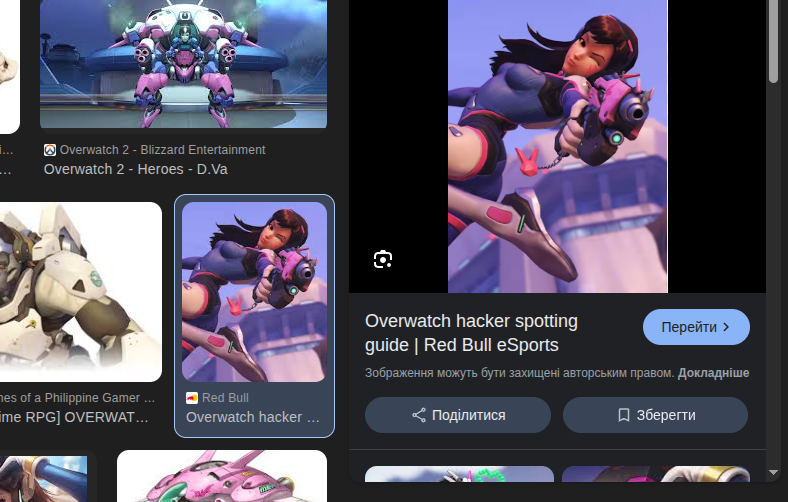 i...
...
Overwatch 2 - Blizzard Entertainment
Overwatch 2 - Heroes - D.Va
nes of a Philippine Gamer ...
ime RPG] OVERWAT...
Red Bull
Overwatch hacker ...
Overwatch hacker spotting
guide | Red Bull eSports
Перейти
Зображення можуть бути захищені авторським правом. Докладніше
Поділитися
Зберегти